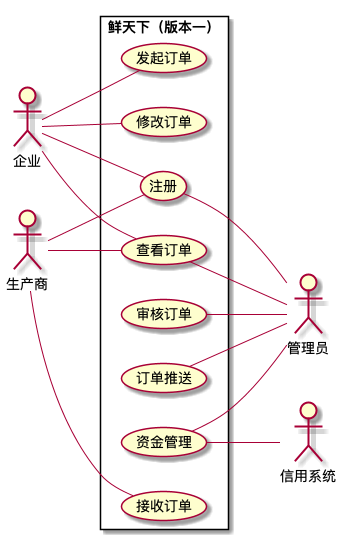 鲜天下（版本一）
发起订单
修改订单
企业
注册
查看订单
生产商
审核订单
管理员
订单推送
资金管理
信用系统
接收订单